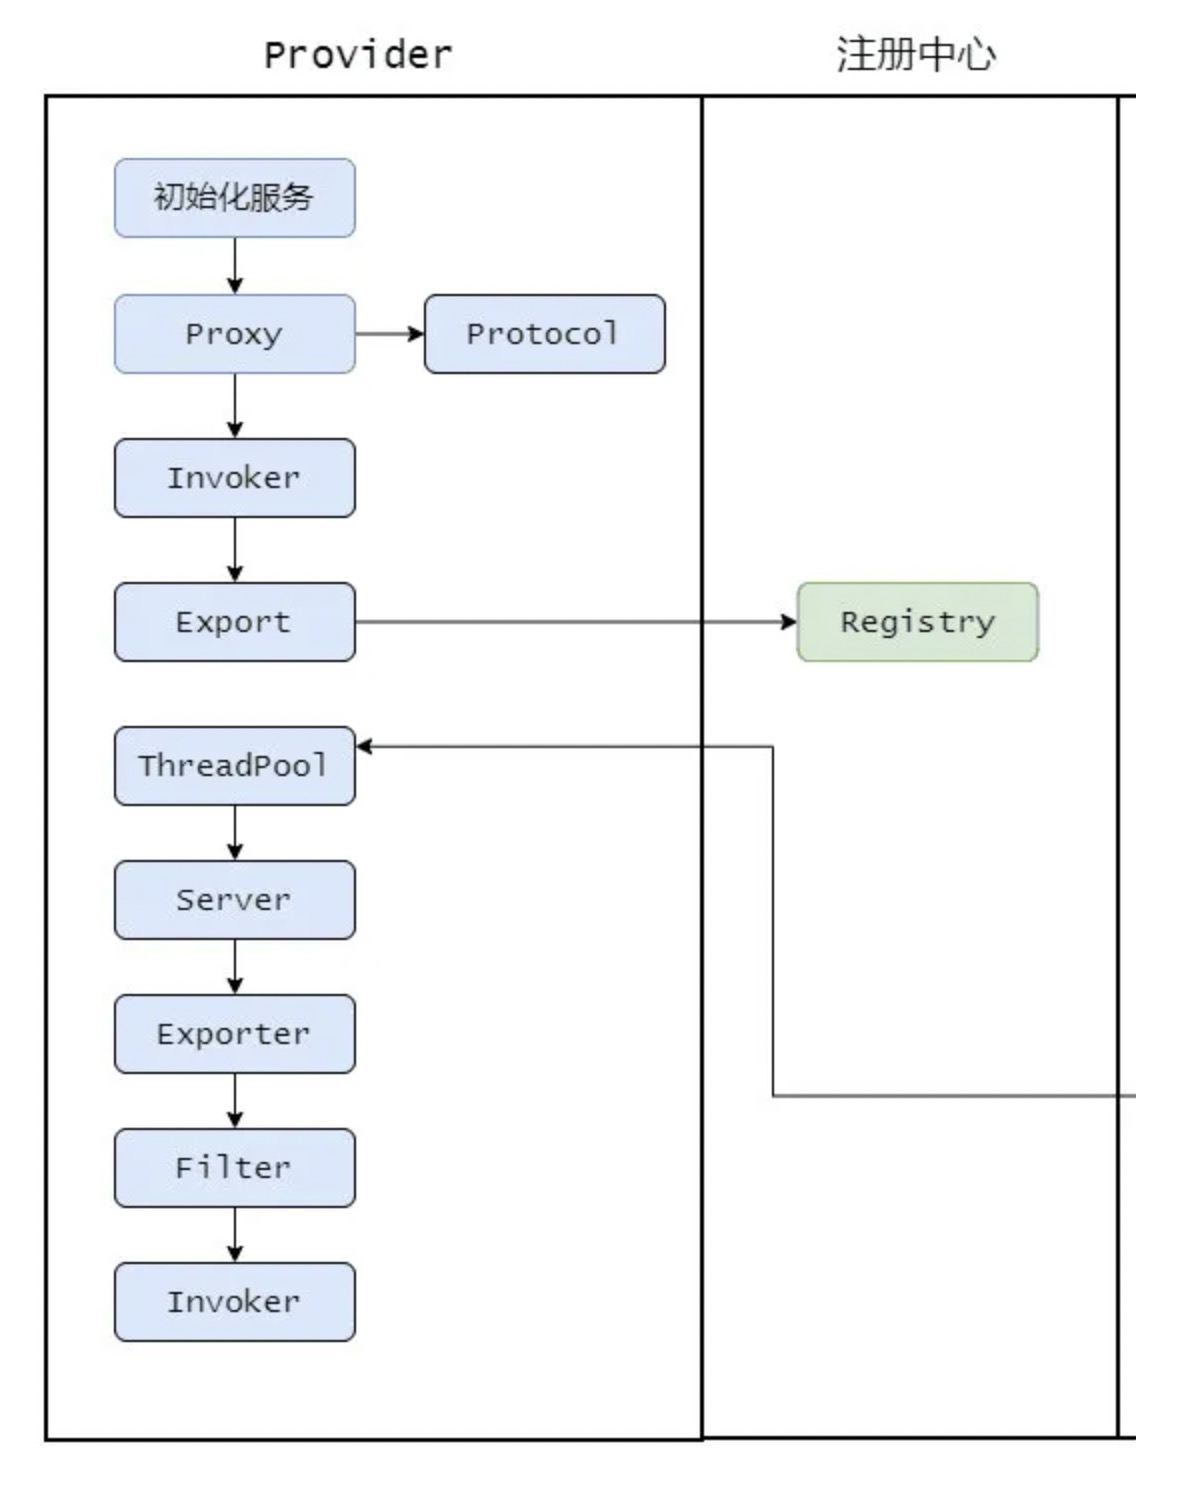 Provider
注册中心
初始化服务
Proxy
Protocol
Invoker
Export
Registry
ThreadPool
Server
Exporter
Filter
Invoker